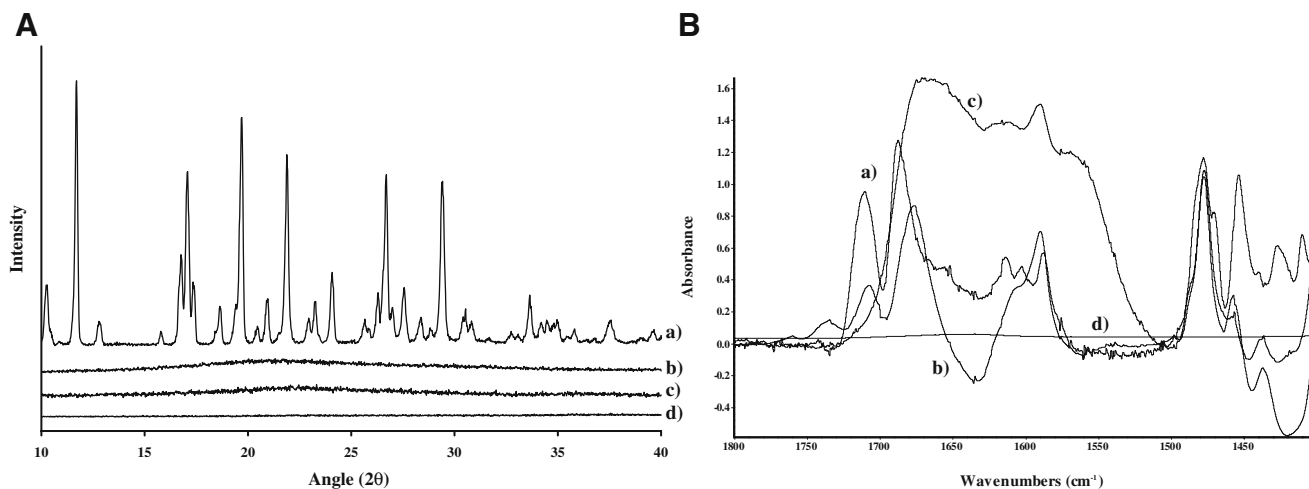 A
Intensity
a)
b)
c)
d)
10 15 20 25 30 35 40
Angle (2θ)
B
Absorbance
1.6
1.4
1.2
1.0
0.8
0.6
0.4
0.2
0.0
-0.2
-0.4
a)
b)
c)
d)
1800 1750 1700 1650 1600 1550 1500 1450
Wavenumbers (cm-1)